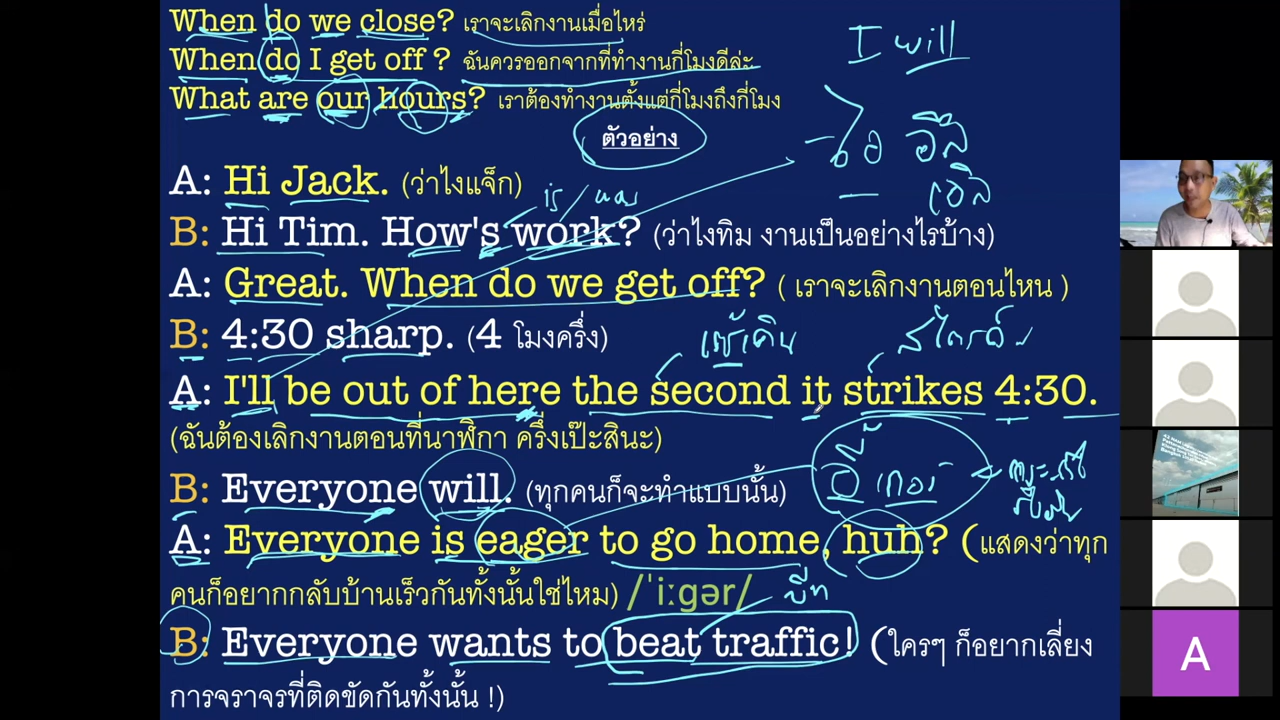 When do we close? เราจะเลิกงานเมื่อไหร่
When do I get off ? ฉันควรออกจากที่ทำงานกี่โมงดีล่ะ
What are our hours? เราต้องทำงานตั้งแต่กี่โมงถึงกี่โมง
I will
ตัวอย่าง
ไอ อึล
A: Hi Jack. (ว่าไงแจ็ก)
is
B: Hi Tim. How's work? (ว่าไงทิม งานเป็นอย่างไรบ้าง)
A: Great. When do we get off? ( เราจะเลิกงานตอนไหน )
B: 4:30 sharp. (4 โมงครึ่ง)
A: I'll be out of here the second it strikes 4:30.
(ฉันต้องเลิกงานตอนที่นาฬิกา ครึ่งเป๊ะสินะ)
B: Everyone will. (ทุกคนก็จะทำแบบนั้น)
อี้ เกอร์
A: Everyone is eager to go home, huh? (แสดงว่าทุก
คนก็อยากกลับบ้านเร็วกันทั้งนั้นใช่ไหม) /ˈiːɡər/
บีท
B: Everyone wants to beat traffic! (ใครๆ ก็อยากเลี่ยง
การจราจรที่ติดขัดกันทั้งนั้น !)
A